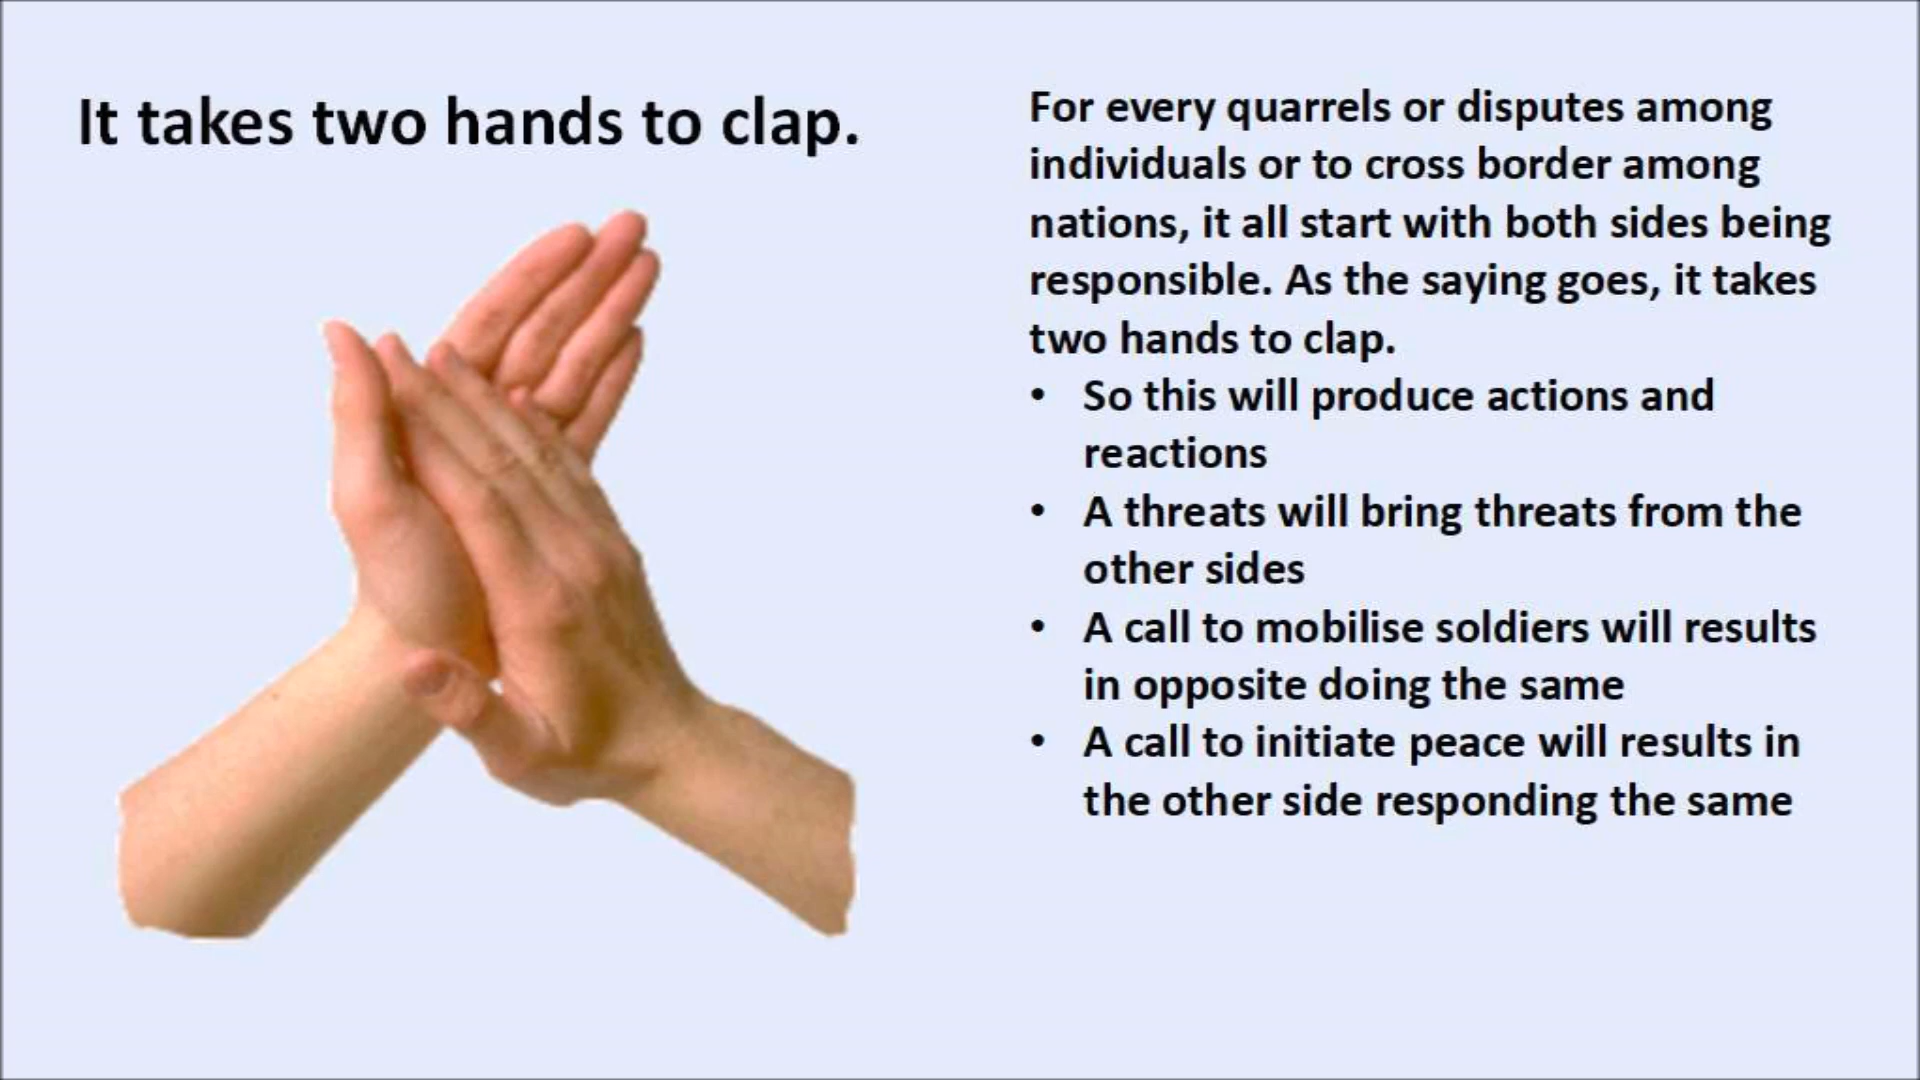 It takes two hands to clap.
For every quarrels or disputes among
individuals or to cross border among
nations, it all start with both sides being
responsible. As the saying goes, it takes
two hands to clap.
• So this will produce actions and
reactions
• A threats will bring threats from the
other sides
• A call to mobilise soldiers will results
in opposite doing the same
• A call to initiate peace will results in
the other side responding the same